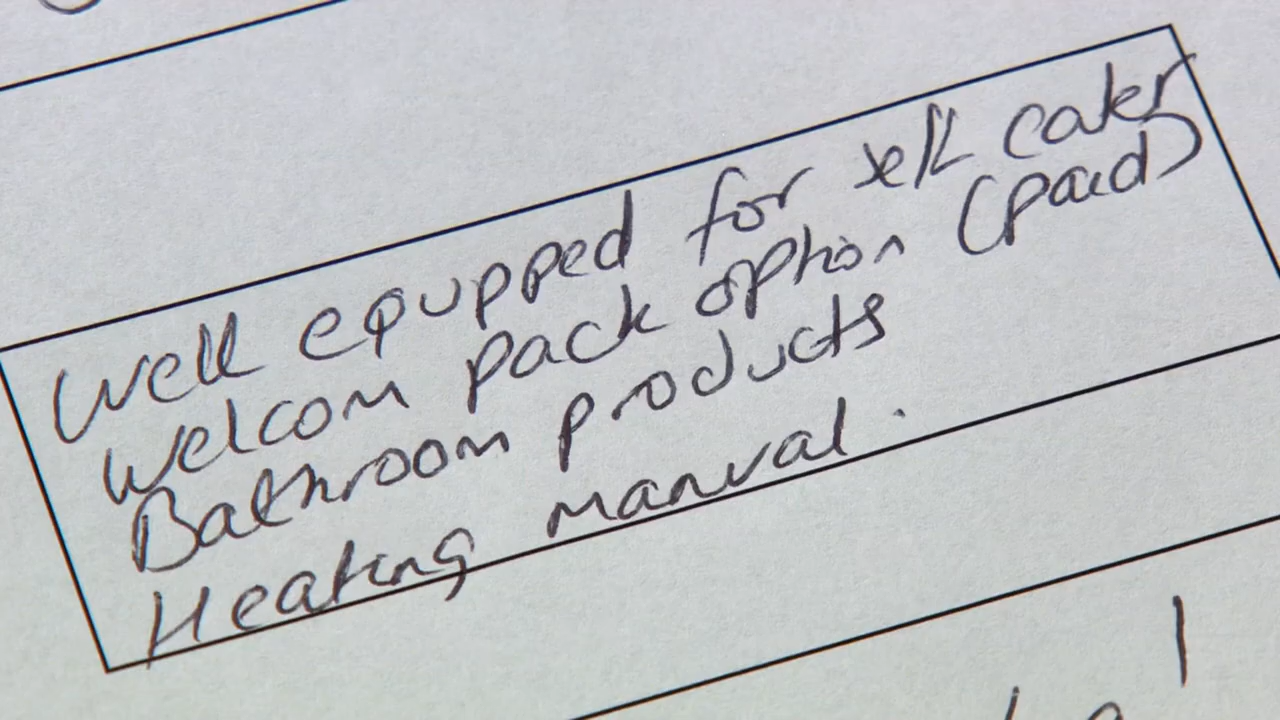 Well equpped for self cater
Welcom pack option (paid)
Bathroom products
Heating manual.